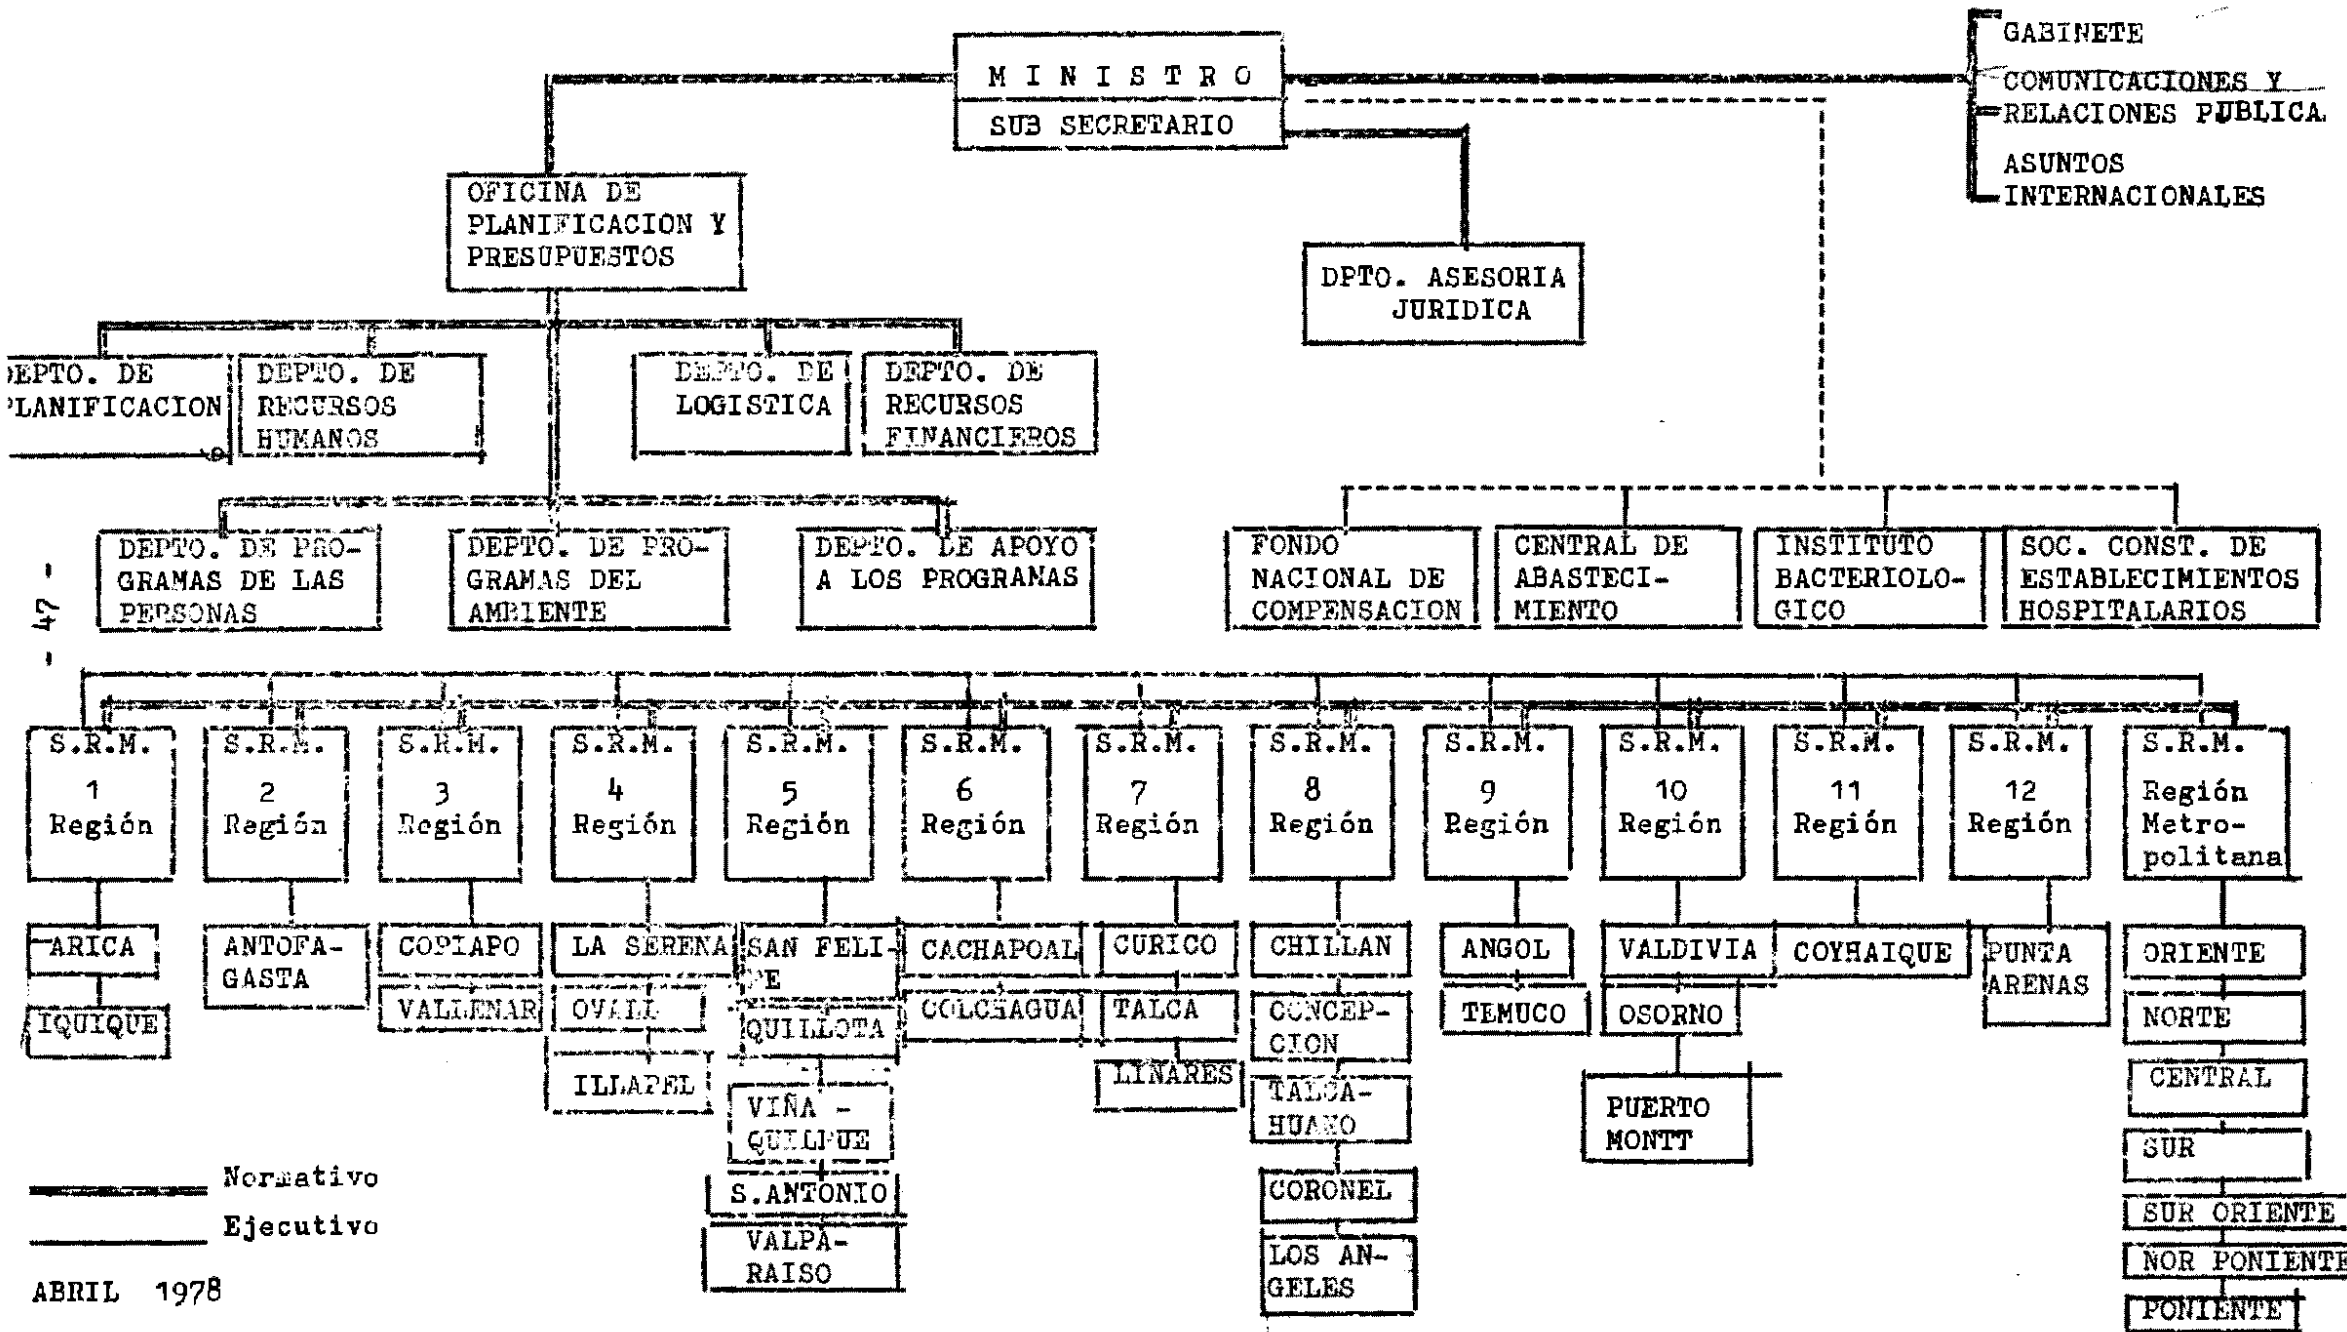 GABINETE
COMUNICACIONES Y
RELACIONES PUBLICA
ASUNTOS
INTERNACIONALES
M I N I S T R O
SUB SECRETARIO
OFICINA DE
PLANIFICACION Y
PRESUPUESTOS
DPTO. ASESORIA
JURIDICA
DEPTO. DE
PLANIFICACION
DEPTO. DE
RECURSOS
HUMANOS
DEPTO. DE
LOGISTICA
DEPTO. DE
RECURSOS
FINANCIEROS
DEPTO. DE PRO-
GRAMAS DE LAS
PERSONAS
DEPTO. DE PRO-
GRAMAS DEL
AMBIENTE
DEPTO. DE APOYO
A LOS PROGRAMAS
FONDO
NACIONAL DE
COMPENSACION
CENTRAL DE
ABASTECI-
MIENTO
INSTITUTO
BACTERIOLO-
GICO
SOC. CONST. DE
ESTABLECIMIENTOS
HOSPITALARIOS
- 47 -
S.R.M.
1
Región
S.R.M.
2
Región
S.R.M.
3
Región
S.R.M.
4
Región
S.R.M.
5
Región
S.R.M.
6
Región
S.R.M.
7
Región
S.R.M.
8
Región
S.R.M.
9
Región
S.R.M.
10
Región
S.R.M.
11
Región
S.R.M.
12
Región
S.R.M.
Región
Metro-
politana
ARICA
IQUIQUE
ANTOFA-
GASTA
COPIAPO
VALLENAR
LA SERENA
OVALL
ILLAPEL
SAN FELI-
PE
QUILLOTA
VIÑA -
QUILPUE
S.ANTONIO
VALPA-
RAISO
CACHAPOAL
COLCHAGUA
CURICO
TALCA
LINARES
CHILLAN
CONCEP-
CION
TALCA-
HUANO
CORONEL
LOS AN-
GELES
ANGOL
TEMUCO
VALDIVIA
OSORNO
PUERTO
MONTT
COYHAIQUE
PUNTA
ARENAS
ORIENTE
NORTE
CENTRAL
SUR
SUR ORIENTE
NOR PONIENTE
PONIENTE
Normativo
Ejecutivo
ABRIL 1978